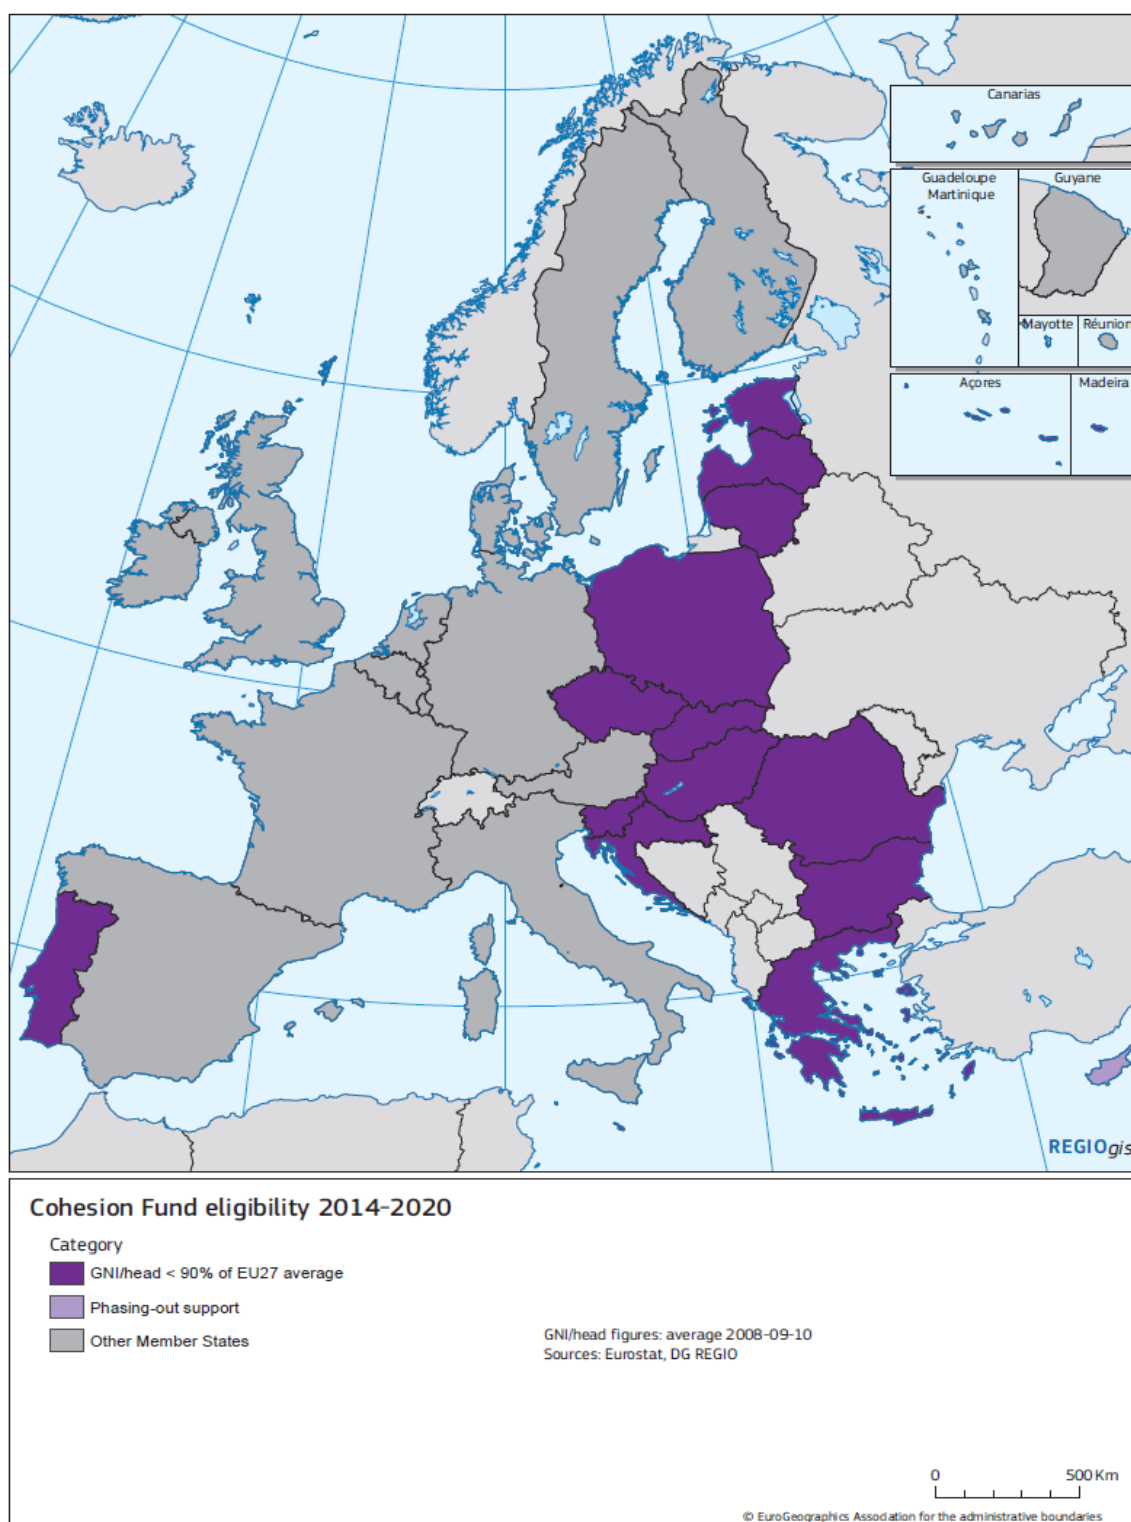 Canarias
Guadeloupe
Martinique
Guyane
Mayotte
Réunion
Açores
Madeira
REGIOgis
Cohesion Fund eligibility 2014-2020
Category
GNI/head < 90% of EU27 average
Phasing-out support
Other Member States
GNI/head figures: average 2008-09-10
Sources: Eurostat, DG REGIO
0 500 Km
© EuroGeographics Association for the administrative boundaries